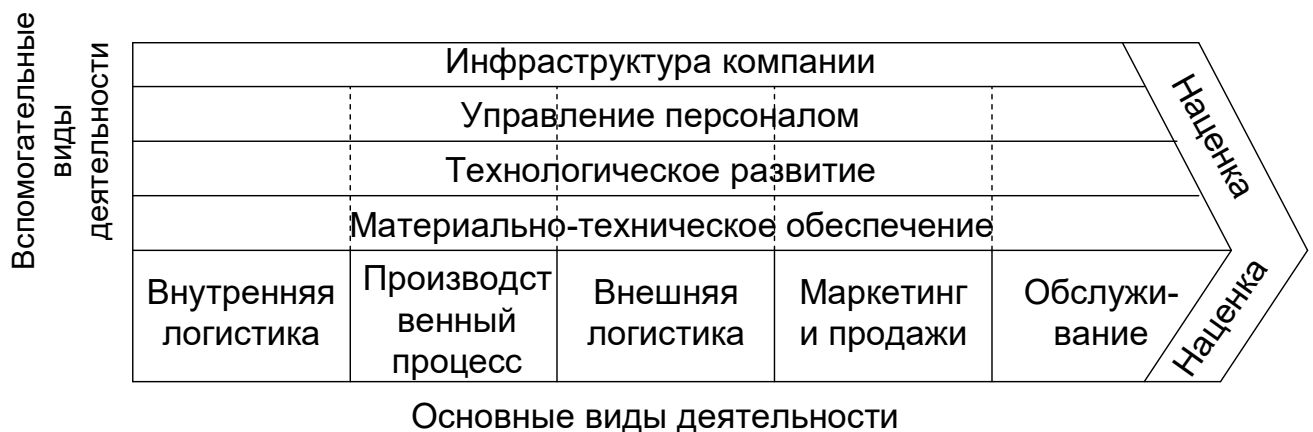 Вспомогательные
виды
деятельности
Инфраструктура компании
Управление персоналом
Технологическое развитие
Материально-техническое обеспечение
Наценка
Внутренняя
логистика
Производст
венный
процесс
Внешняя
логистика
Маркетинг
и продажи
Обслужи-
вание
Наценка
Основные виды деятельности